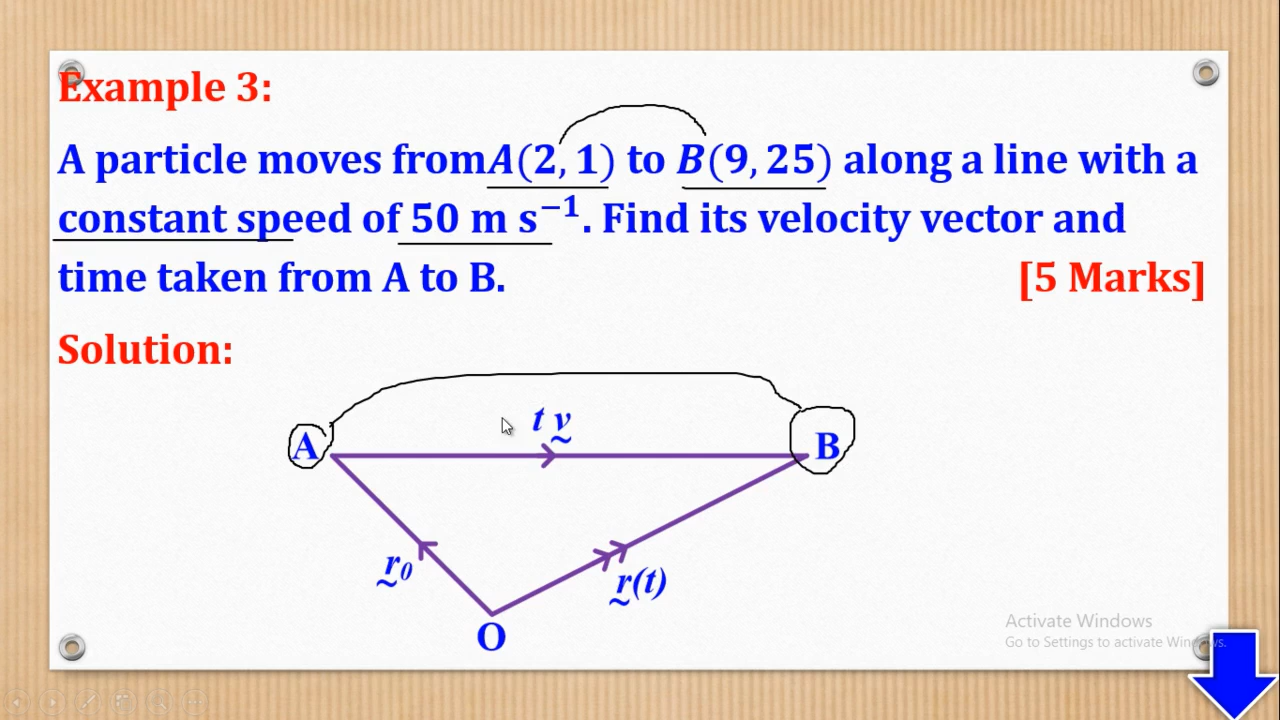 Example 3:
A particle moves from A(2, 1) to B(9, 25) along a line with a
constant speed of 50 m s⁻¹. Find its velocity vector and
time taken from A to B. [5 Marks]
Solution:
t v
A B
r₀ r(t)
O
Activate Windows
Go to Settings to activate Windows.